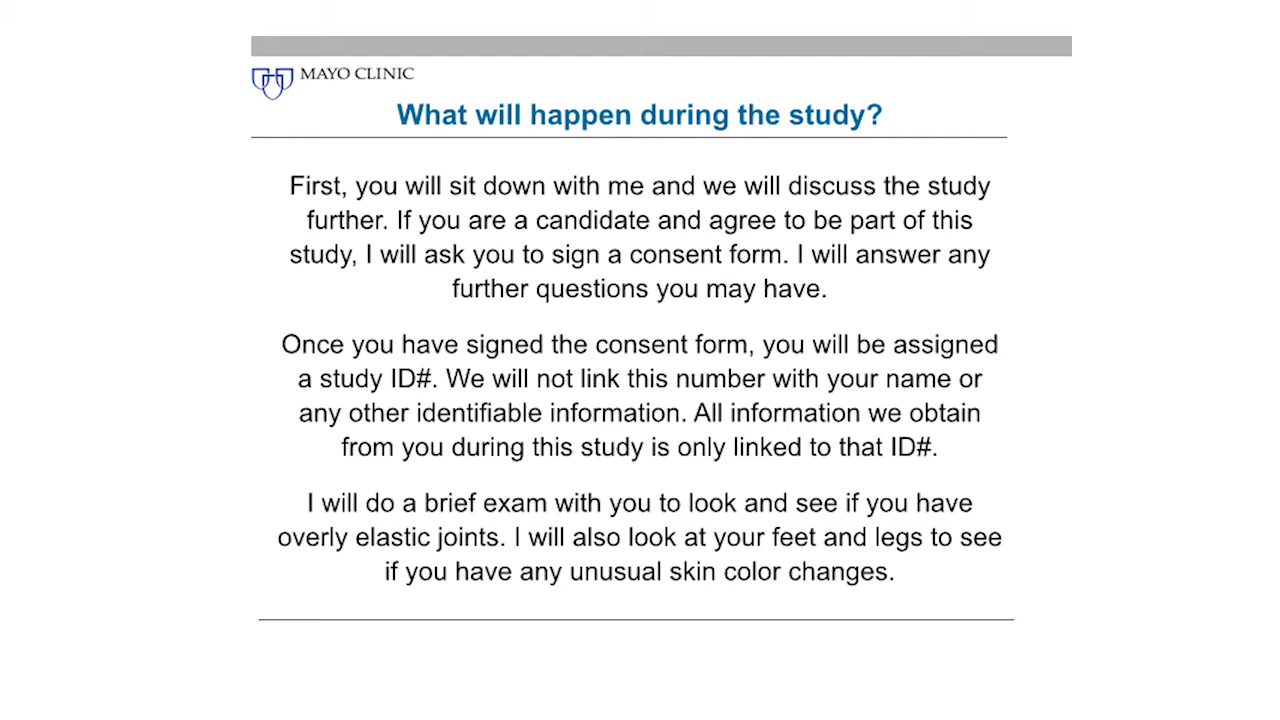 MAYO CLINIC
What will happen during the study?
First, you will sit down with me and we will discuss the study
further. If you are a candidate and agree to be part of this
study, I will ask you to sign a consent form. I will answer any
further questions you may have.
Once you have signed the consent form, you will be assigned
a study ID#. We will not link this number with your name or
any other identifiable information. All information we obtain
from you during this study is only linked to that ID#.
I will do a brief exam with you to look and see if you have
overly elastic joints. I will also look at your feet and legs to see
if you have any unusual skin color changes.